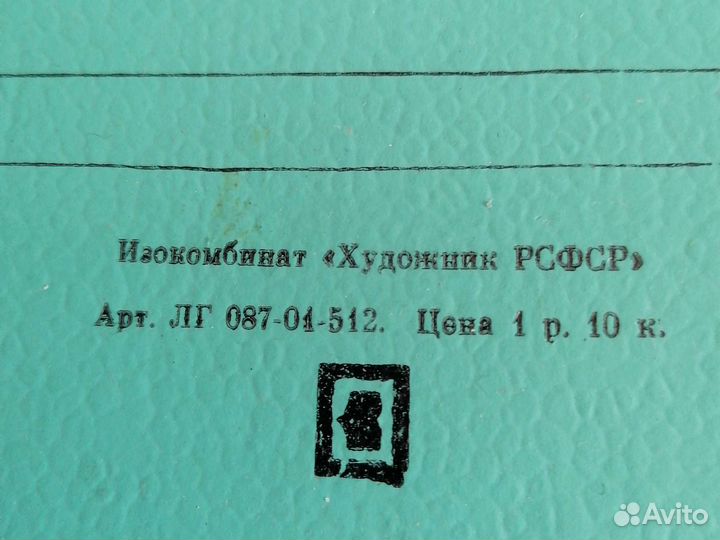 Изокомбинат «Художник РСФСР»
Арт. ЛГ 087-01-512. Цена 1 р. 10 к.
Avito